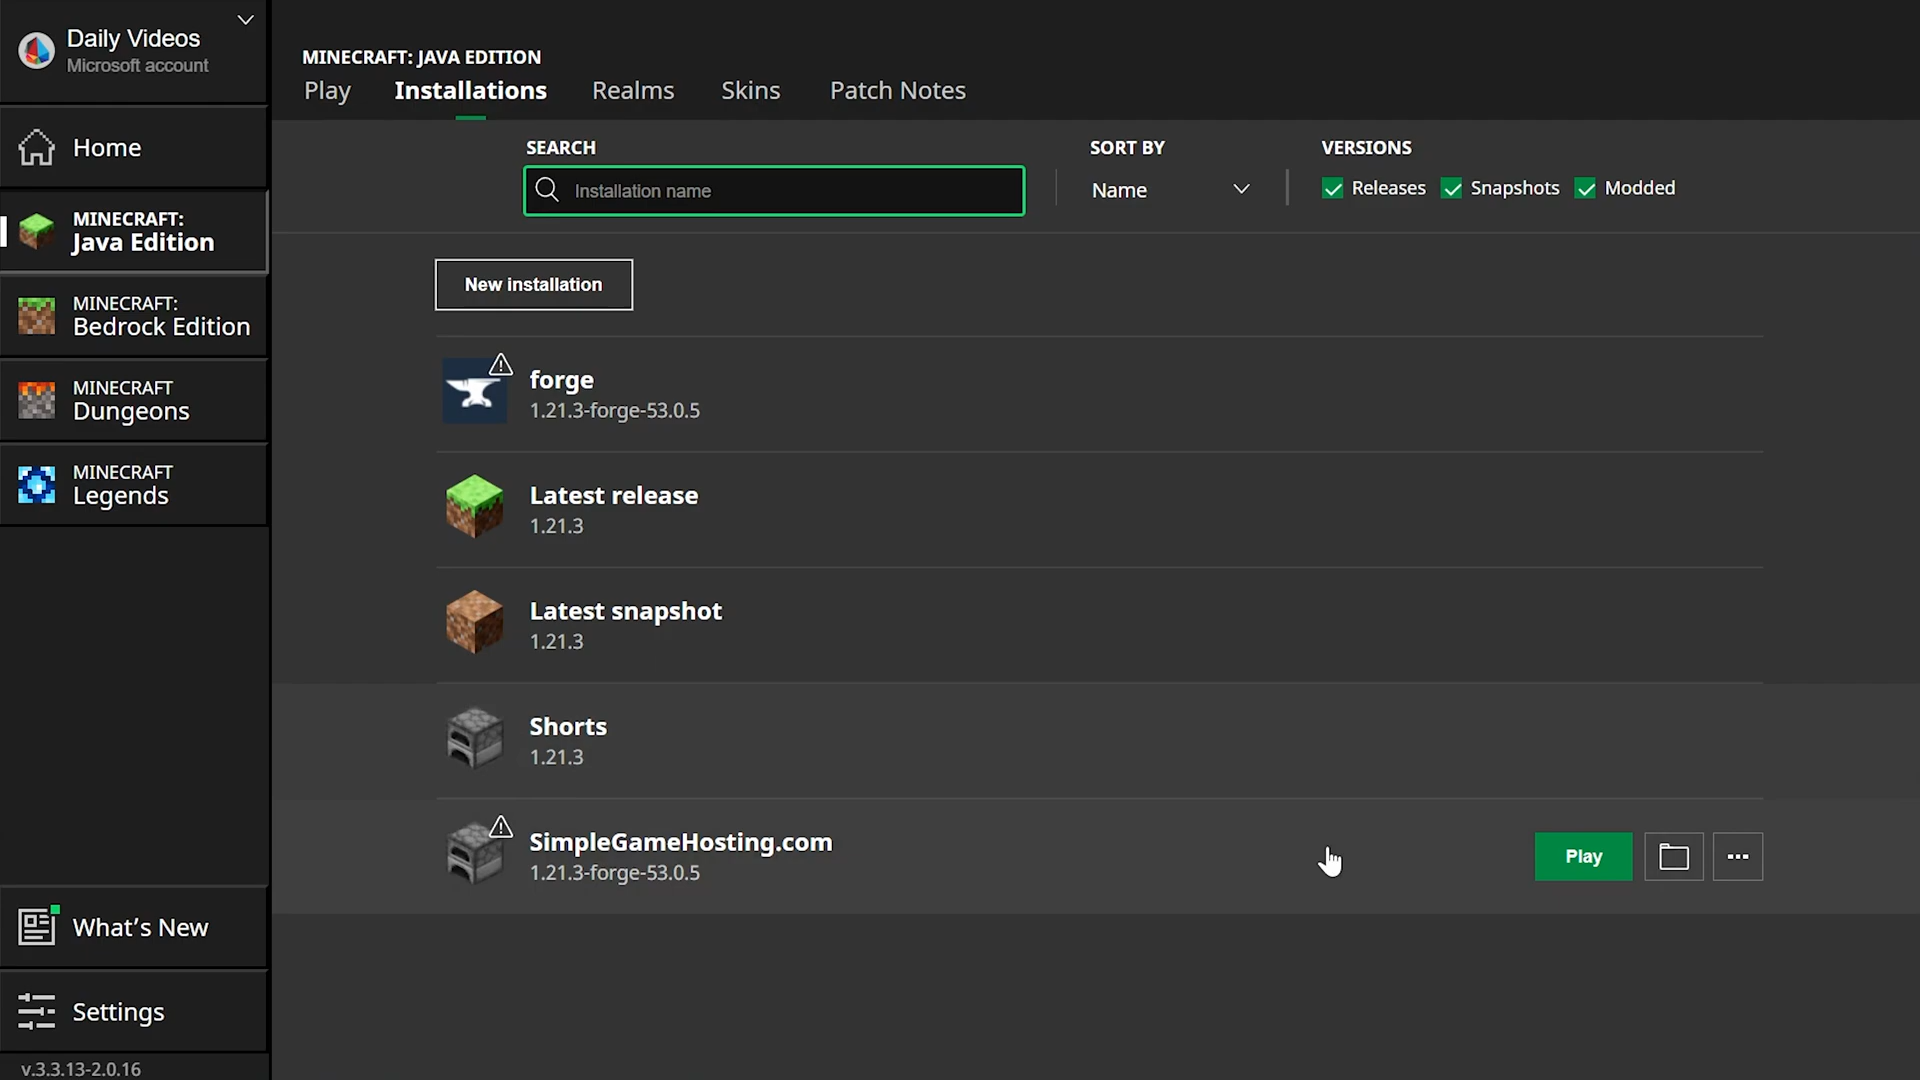 Daily Videos
Microsoft account
Home
MINECRAFT:
Java Edition
MINECRAFT:
Bedrock Edition
MINECRAFT
Dungeons
MINECRAFT
Legends
What's New
Settings
v.3.3.13-2.0.16
MINECRAFT: JAVA EDITION
Play Installations Realms Skins Patch Notes
SEARCH SORT BY VERSIONS
Installation name Name Releases Snapshots Modded
New installation
forge
1.21.3-forge-53.0.5
Latest release
1.21.3
Latest snapshot
1.21.3
Shorts
1.21.3
SimpleGameHosting.com
1.21.3-forge-53.0.5
Play